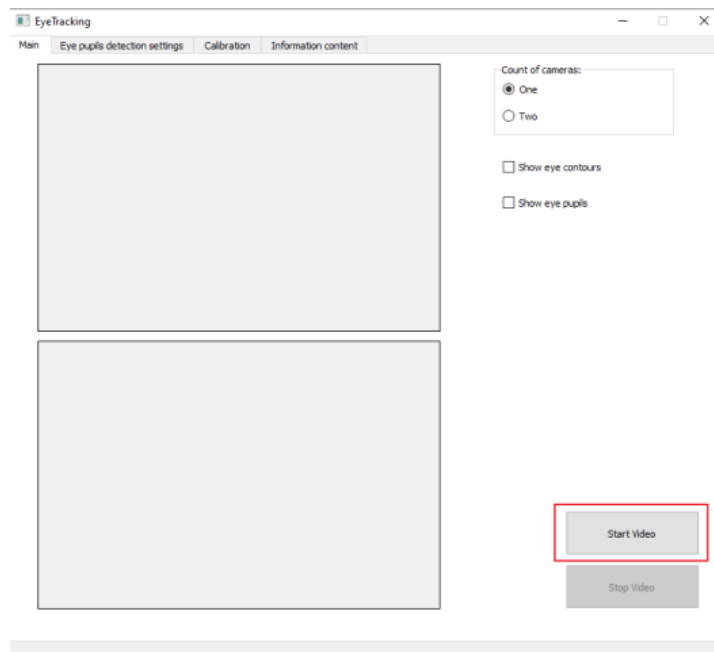 EyeTracking
Main Eye pupils detection settings Calibration Information content
Count of cameras:
One
Two
Show eye contours
Show eye pupils
Start Video
Stop Video